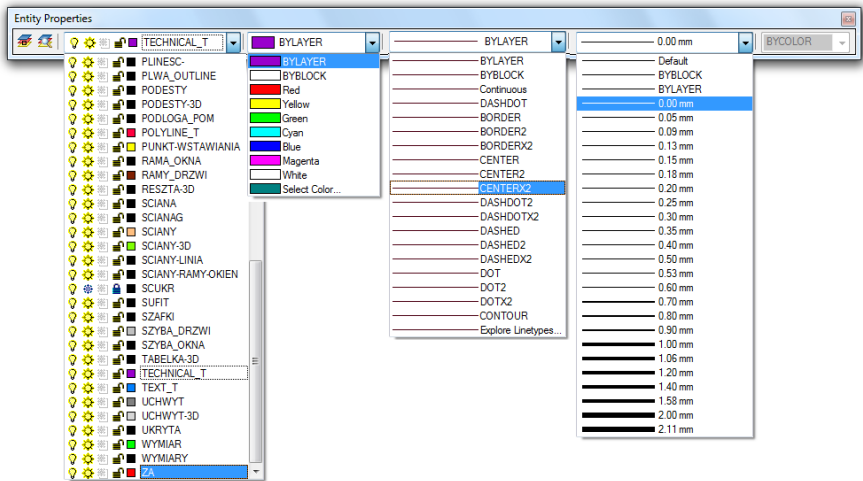 Entity Properties
TECHNICAL_T
BYLAYER
BYLAYER
0.00 mm
BYCOLOR
PLINESC-
PLWA_OUTLINE
PODESTY
PODESTY-3D
PODLOGA_POM
POLYLINE_T
PUNKT-WSTAWIANIA
RAMA_OKNA
RAMY_DRZWI
RESZTA-3D
SCIANA
SCIANAG
SCIANY
SCIANY-3D
SCIANY-LINIA
SCIANY-RAMY-OKIEN
SCUKR
SUFIT
SZAFKI
SZYBA_DRZWI
SZYBA_OKNA
TABELKA-3D
TECHNICAL_T
TEXT_T
UCHWYT
UCHWYT-3D
UKRYTA
WYMIAR
WYMIARY
ZA
BYLAYER
BYBLOCK
Red
Yellow
Green
Cyan
Blue
Magenta
White
Select Color...
BYLAYER
BYBLOCK
Continuous
DASHDOT
BORDER
BORDER2
BORDERX2
CENTER
CENTER2
CENTERX2
DASHDOT2
DASHDOTX2
DASHED
DASHED2
DASHEDX2
DOT
DOT2
DOTX2
CONTOUR
Explore Linetypes...
Default
BYBLOCK
BYLAYER
0.00 mm
0.05 mm
0.09 mm
0.13 mm
0.15 mm
0.18 mm
0.20 mm
0.25 mm
0.30 mm
0.35 mm
0.40 mm
0.50 mm
0.53 mm
0.60 mm
0.70 mm
0.80 mm
0.90 mm
1.00 mm
1.06 mm
1.20 mm
1.40 mm
1.58 mm
2.00 mm
2.11 mm